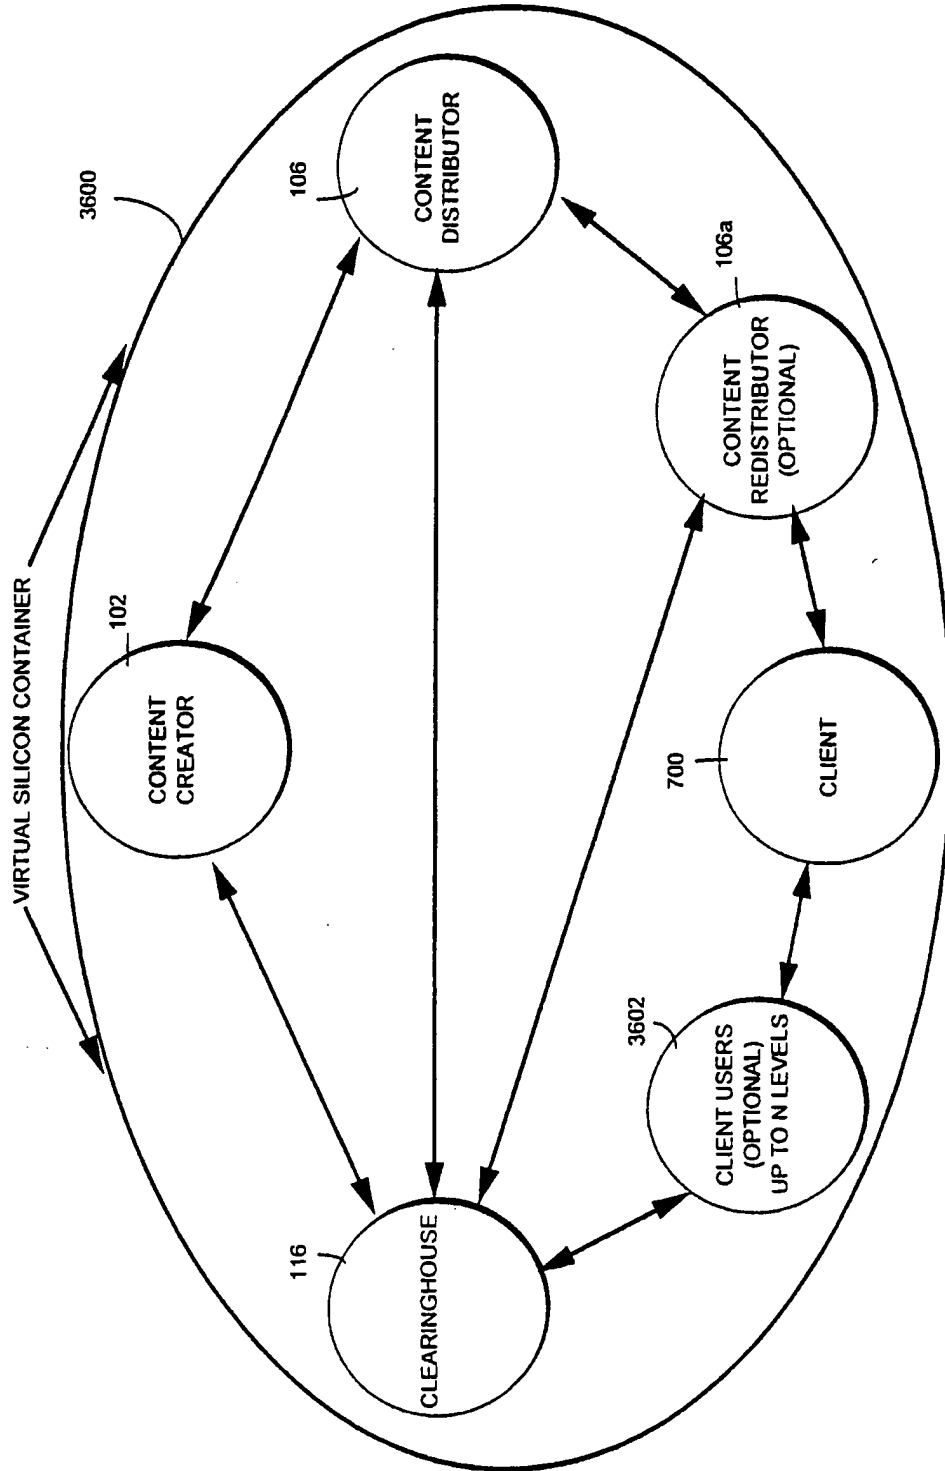 VIRTUAL SILICON CONTAINER
3600
102
CONTENT
CREATOR
116
CLEARINGHOUSE
106
CONTENT
DISTRIBUTOR
3602
CLIENT USERS
(OPTIONAL)
UP TO N LEVELS
700
CLIENT
106a
CONTENT
REDISTRIBUTOR
(OPTIONAL)